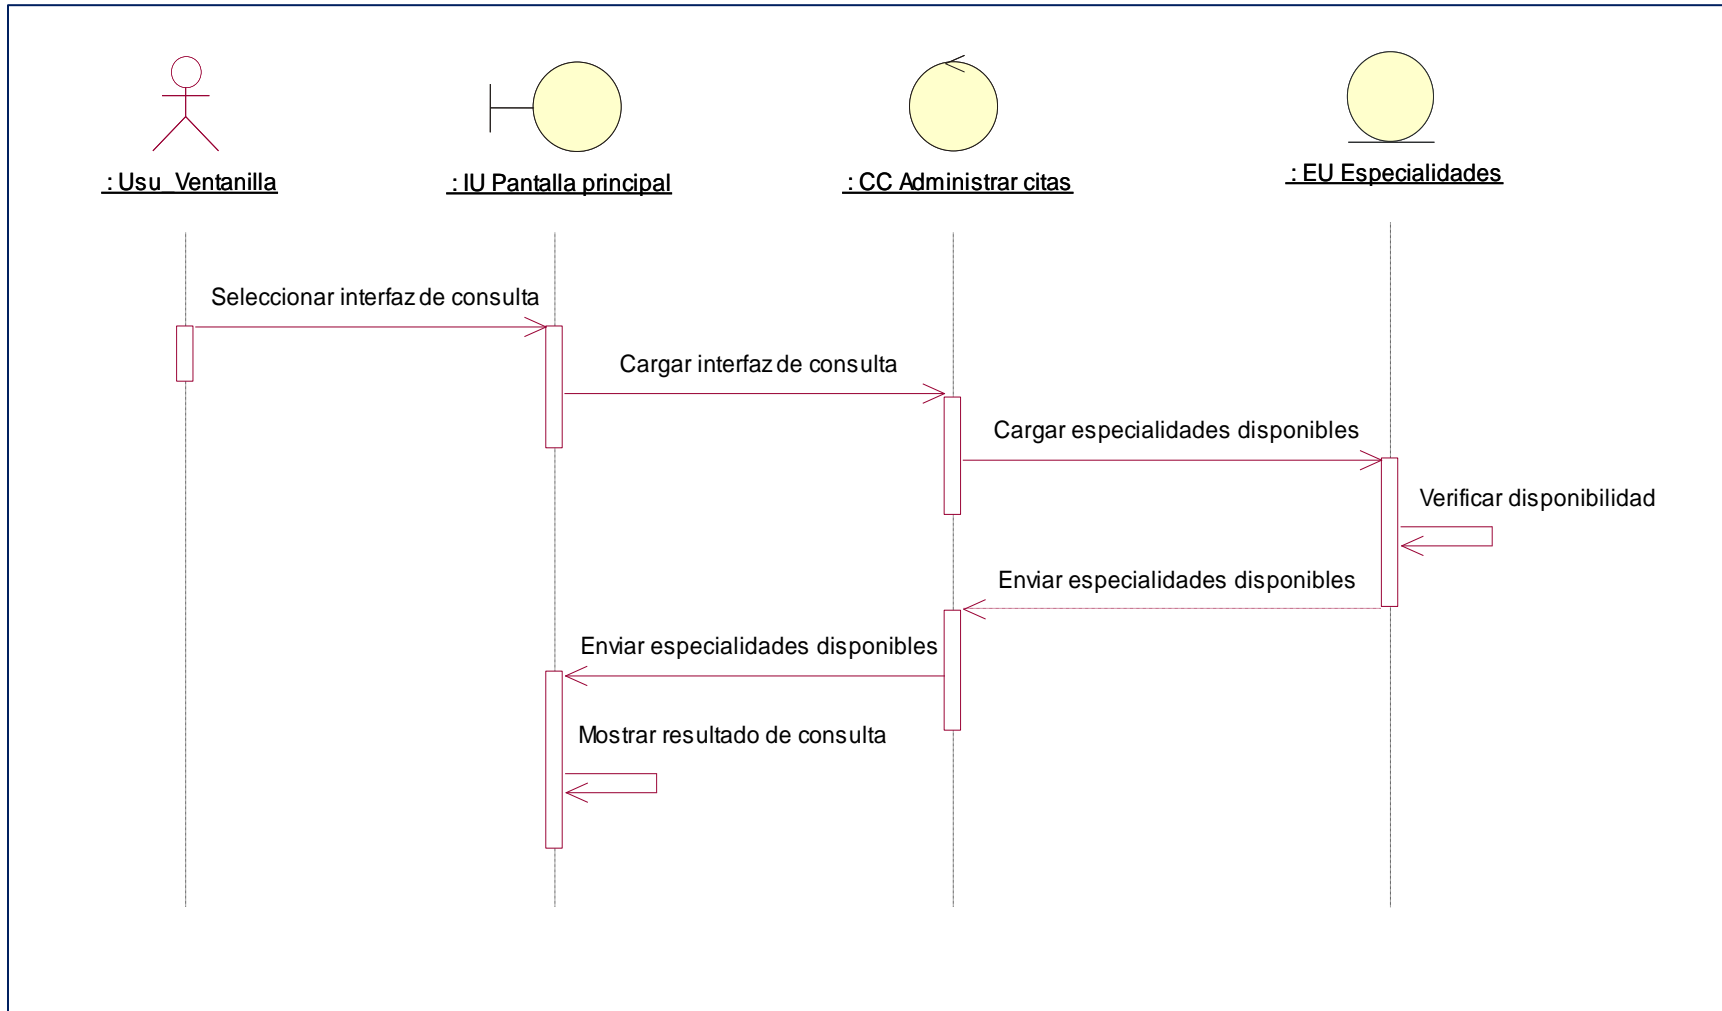 : Usu_Ventanilla
: IU Pantalla principal
: CC Administrar citas
: EU Especialidades
Seleccionar interfaz de consulta
Cargar interfaz de consulta
Cargar especialidades disponibles
Verificar disponibilidad
Enviar especialidades disponibles
Enviar especialidades disponibles
Mostrar resultado de consulta